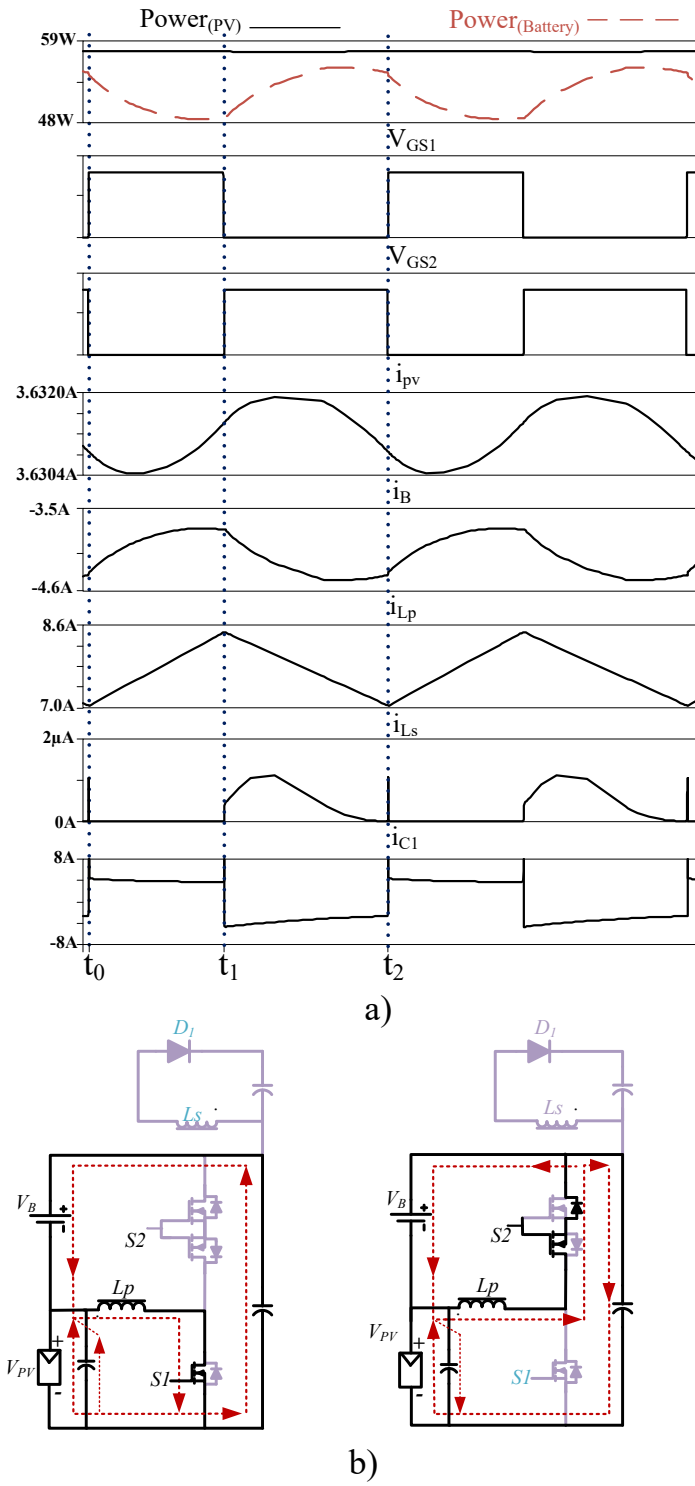 Power(PV) Power(Battery)
59W
48W
VGS1
VGS2
ipv
3.6320A
3.6304A
iB
-3.5A
-4.6A
iLp
8.6A
7.0A
iLs
2μA
0A
iC1
8A
-8A
t0 t1 t2
a)
D1 D1
Ls Ls
VB + - VB + -
S2 S2
Lp Lp
VPV + - VPV + -
S1 S1
b)